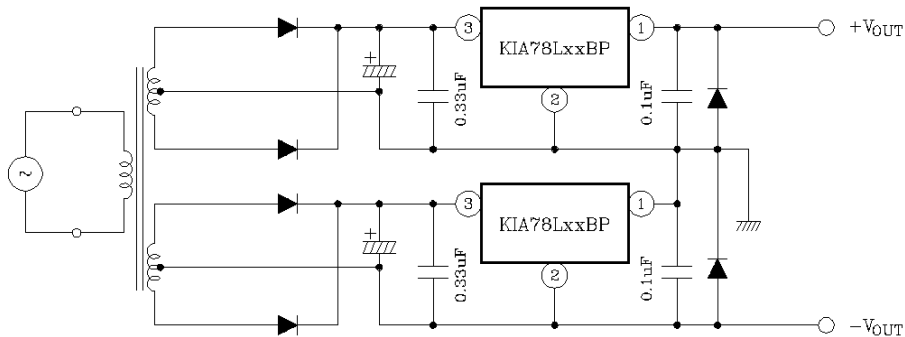 3
KIA78LxxBP
1
+VOUT
+
0.33uF
2
0.1uF
~
3
KIA78LxxBP
1
+
0.33uF
2
0.1uF
−VOUT